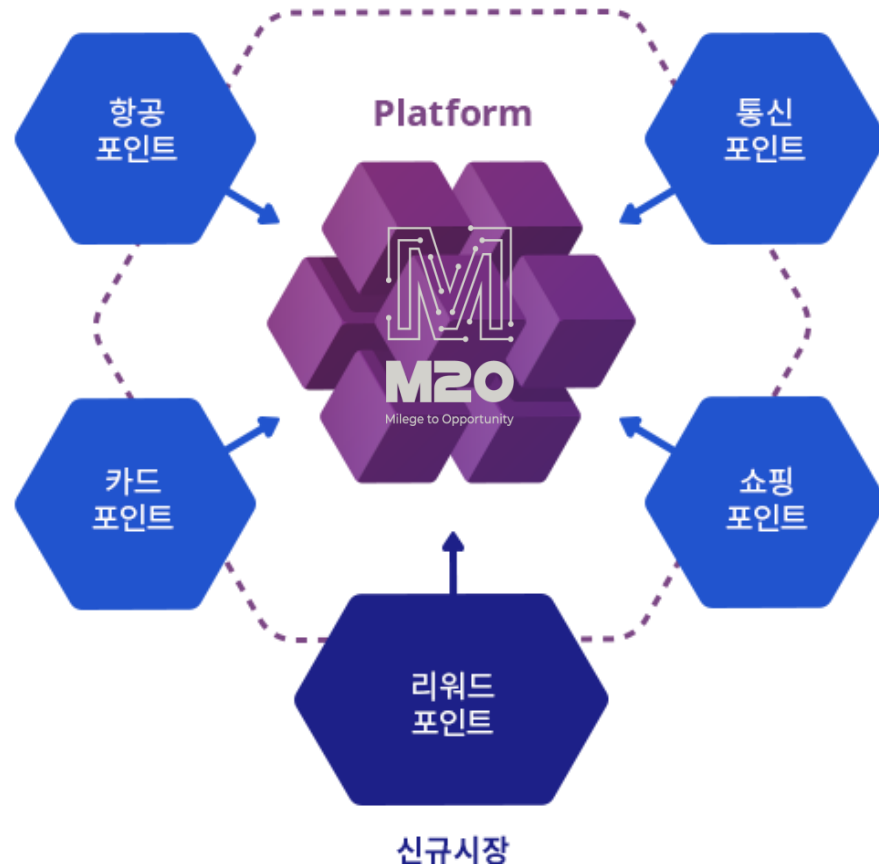 항공
포인트
Platform
통신
포인트
M2O
Milege to Opportunity
카드
포인트
쇼핑
포인트
리워드
포인트
신규시장